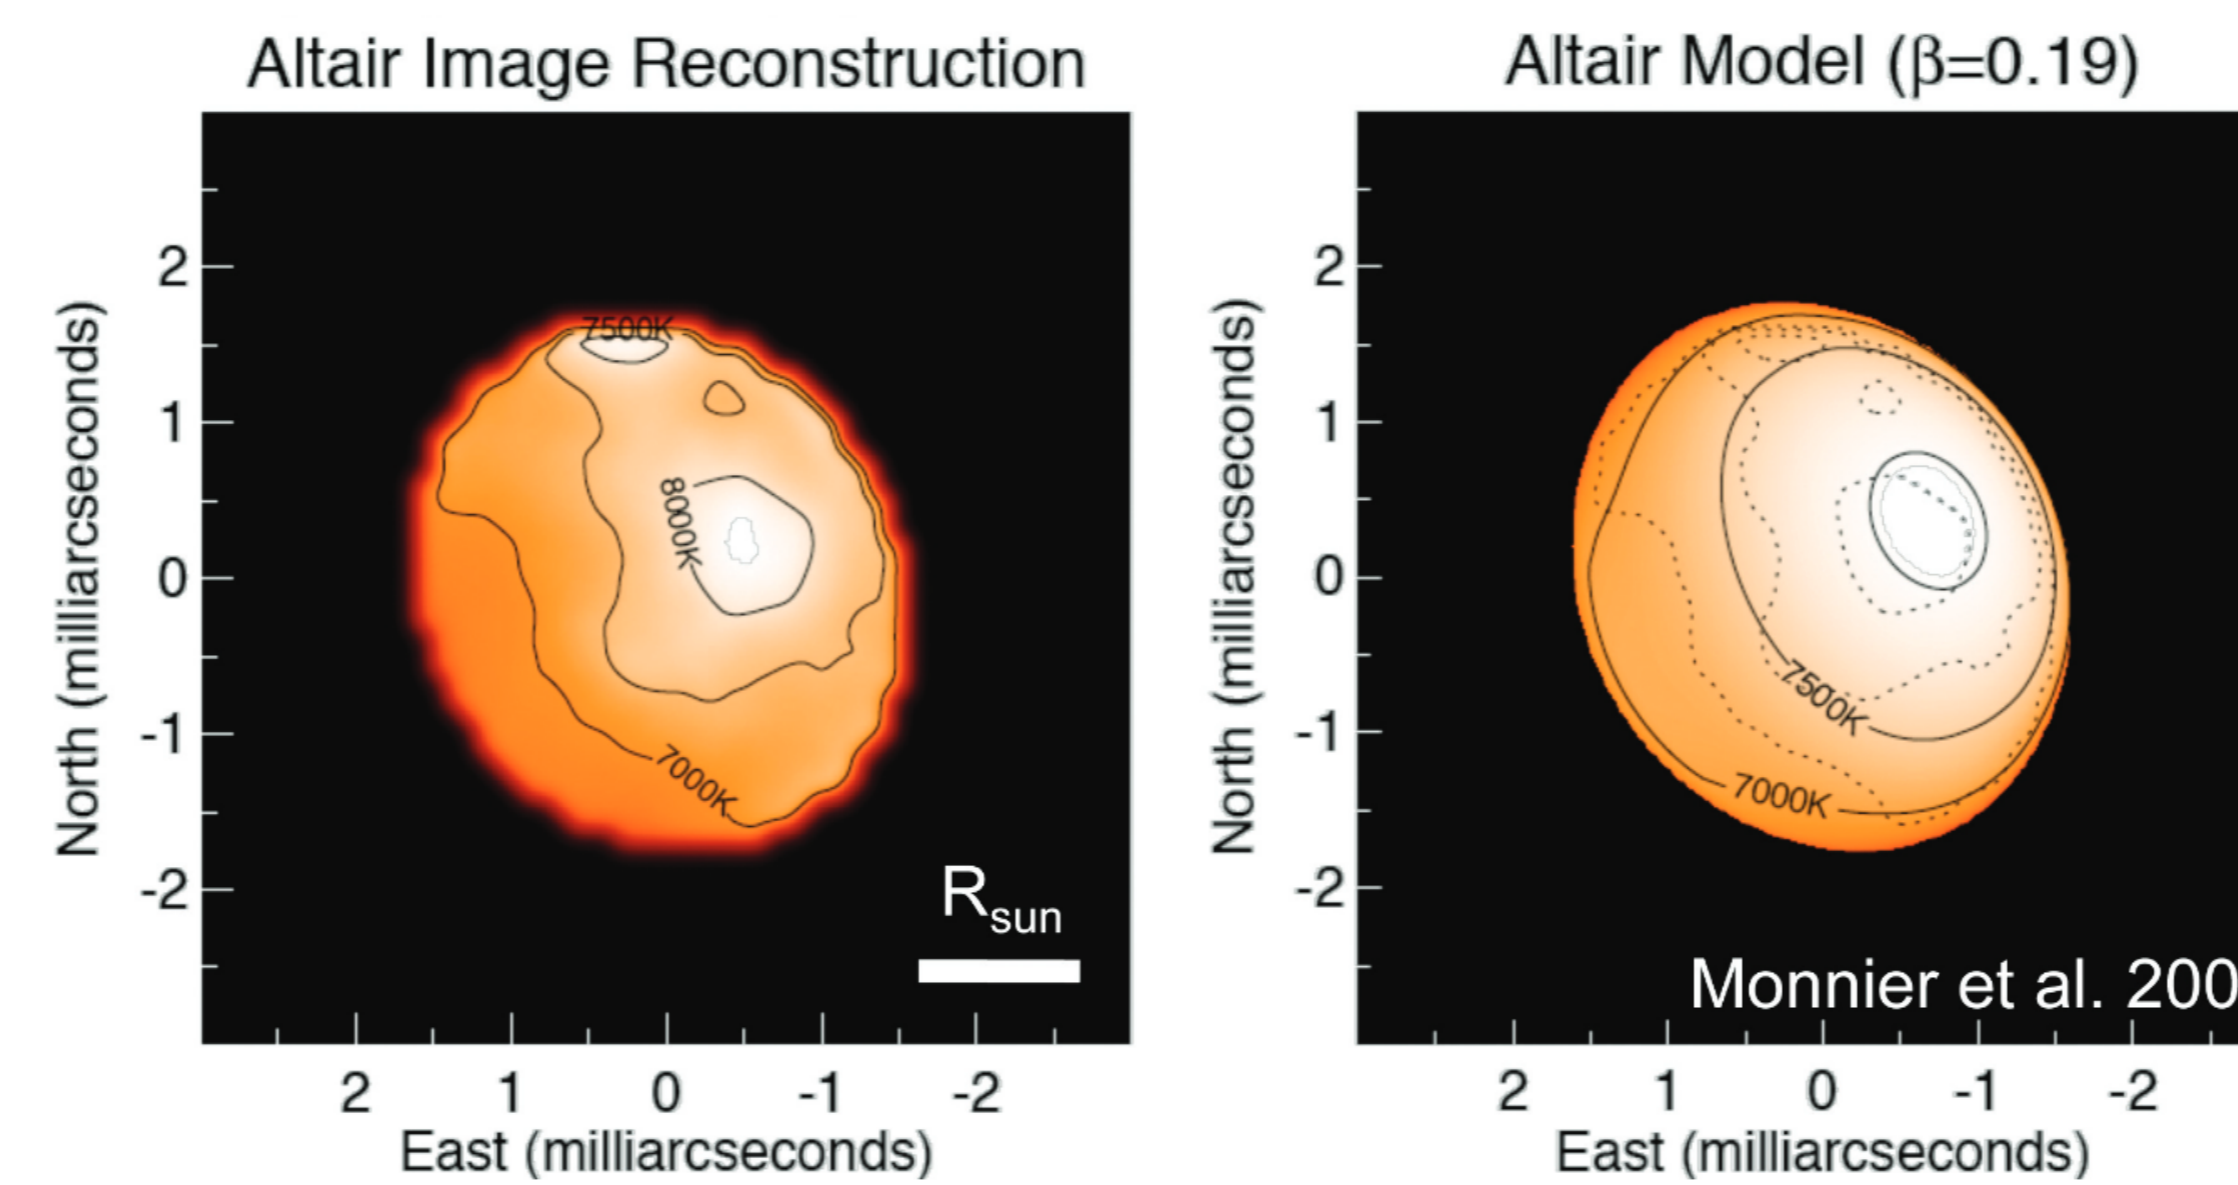 Altair Image Reconstruction
7500K
8000K
7000K
R sun
2
1
0
-1
-2
North (milliarcseconds)
2
1
0
-1
-2
East (milliarcseconds)
Altair Model (β=0.19)
7500K
7000K
Monnier et al. 200
2
1
0
-1
-2
North (milliarcseconds)
2
1
0
-1
-2
East (milliarcseconds)